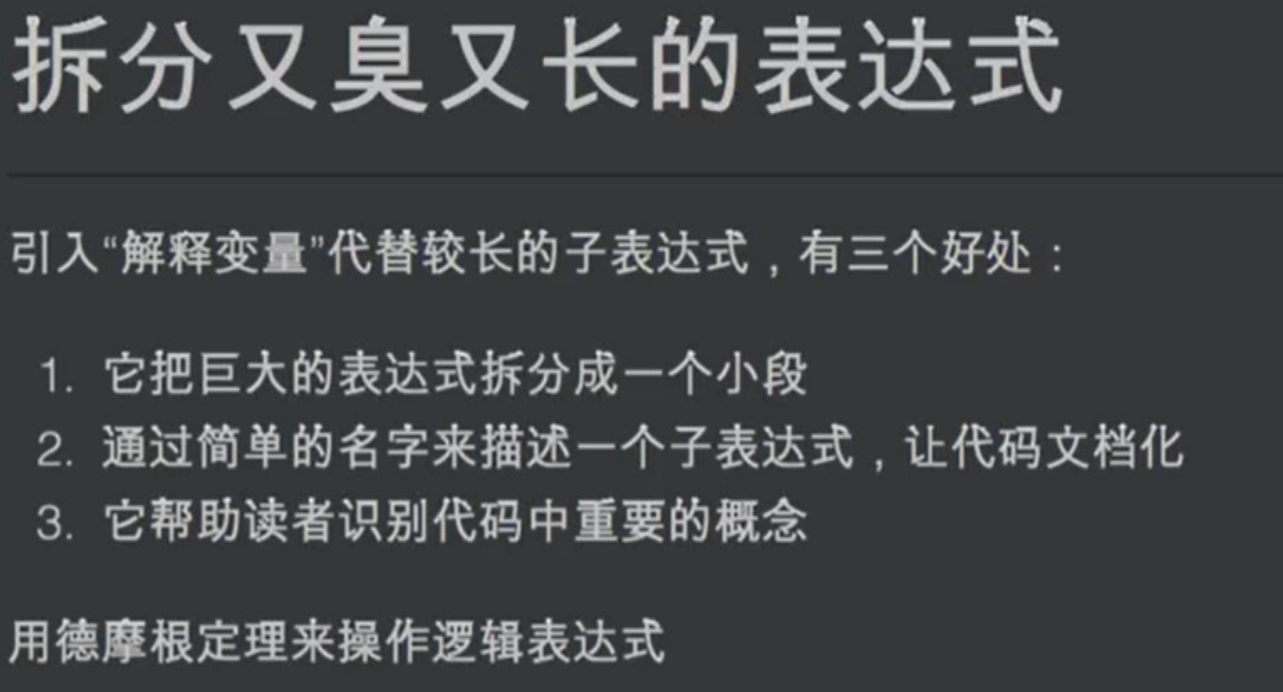 拆分又臭又长的表达式
引入“解释变量”代替较长的子表达式，有三个好处：
1. 它把巨大的表达式拆分成一个小段
2. 通过简单的名字来描述一个子表达式，让代码文档化
3. 它帮助读者识别代码中重要的概念
用德摩根定理来操作逻辑表达式